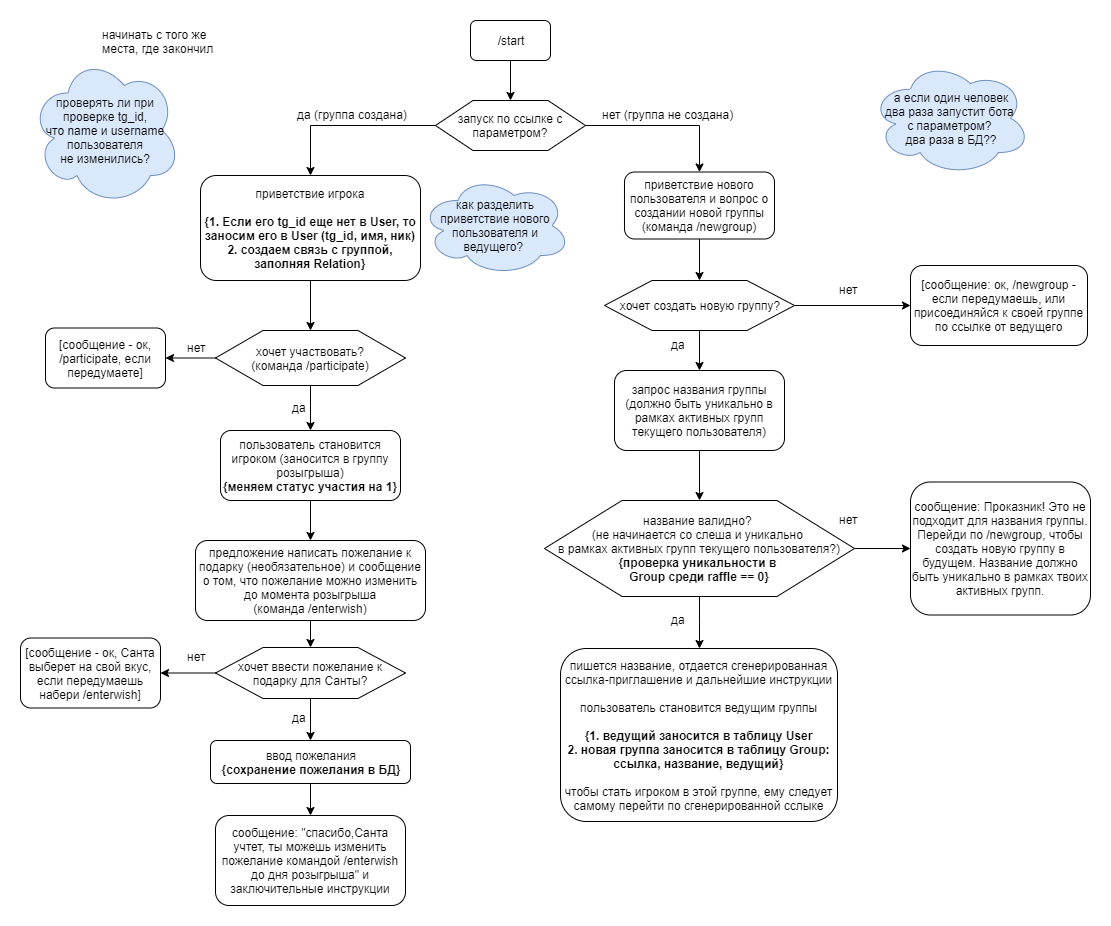 начинать с того же
места, где закончил
/start
проверять ли при
проверке tg_id,
что name и username
пользователя
не изменились?
а если один человек
два раза запустит бота
с параметром?
два раза в БД??
да (группа создана)
запуск по ссылке с
параметром?
нет (группа не создана)
приветствие игрока
{1. Если его tg_id еще нет в User, то
заносим его в User (tg_id, имя, ник)
2. создаем связь с группой,
заполняя Relation}
как разделить
приветствие нового
пользователя и
ведущего?
приветствие нового
пользователя и вопрос о
создании новой группы
(команда /newgroup)
хочет создать новую группу?
нет
[сообщение: ок, /newgroup -
если передумаешь, или
присоединяйся к своей группе
по ссылке от ведущего
да
[сообщение - ок,
/participate, если
передумаете]
нет
хочет участвовать?
(команда /participate)
да
запрос названия группы
(должно быть уникально в
рамках активных групп
текущего пользователя)
пользователь становится
игроком (заносится в группу
розыгрыша)
{меняем статус участия на 1}
название валидно?
(не начинается со слеша и уникально
в рамках активных групп текущего пользователя?)
{проверка уникальности в
Group среди raffle == 0}
нет
сообщение: Проказник! Это не
подходит для названия группы.
Перейди по /newgroup, чтобы
создать новую группу в
будущем. Название должно
быть уникально в рамках твоих
активных групп.
предложение написать пожелание к
подарку (необязательное) и сообщение
о том, что пожелание можно изменить
до момента розыгрыша
(команда /enterwish)
да
[сообщение - ок, Санта
выберет на свой вкус,
если передумаешь
набери /enterwish]
нет
хочет ввести пожелание к
подарку для Санты?
да
пишется название, отдается сгенерированная
ссылка-приглашение и дальнейшие инструкции
пользователь становится ведущим группы
{1. ведущий заносится в таблицу User
2. новая группа заносится в таблицу Group:
ссылка, название, ведущий}
чтобы стать игроком в этой группе, ему следует
самому перейти по сгенерированной сслыке
ввод пожелания
{сохранение пожелания в БД}
сообщение: "спасибо,Санта
учтет, ты можешь изменить
пожелание командой /enterwish
до дня розыгрыша" и
заключительные инструкции